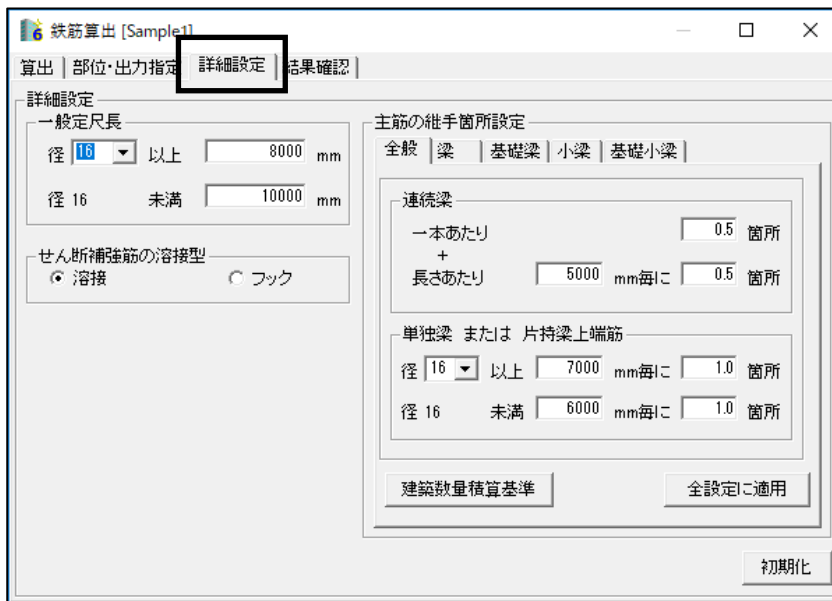 鉄筋算出 [Sample1]
算出 部位・出力指定 詳細設定 結果確認
詳細設定
一般定尺長
径 16 以上 8000 mm
径 16 未満 10000 mm
せん断補強筋の溶接型
溶接 フック
主筋の継手箇所設定
全般 梁 基礎梁 小梁 基礎小梁
連続梁
一本あたり 0.5 箇所
+
長さあたり 5000 mm毎に 0.5 箇所
単独梁 または 片持梁上端筋
径 16 以上 7000 mm毎に 1.0 箇所
径 16 未満 6000 mm毎に 1.0 箇所
建築数量積算基準 全設定に適用
初期化